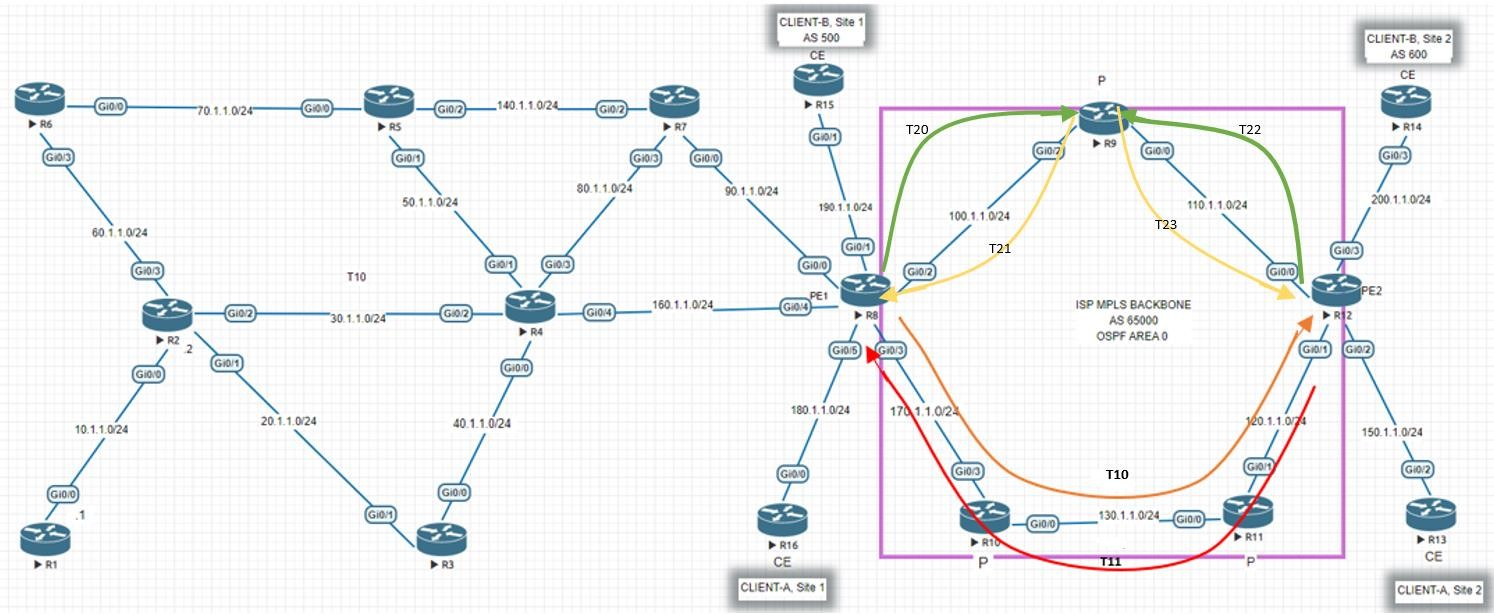 CLIENT-B, Site 1
AS 500
CE
R15
Gi0/1
190.1.1.0/24
Gi0/1
CLIENT-B, Site 2
AS 600
CE
R14
Gi0/3
200.1.1.0/24
Gi0/3
R6
Gi0/0
70.1.1.0/24
Gi0/0
R5
Gi0/2
140.1.1.0/24
Gi0/2
R7
Gi0/3
60.1.1.0/24
Gi0/3
Gi0/1
50.1.1.0/24
Gi0/1
Gi0/3
80.1.1.0/24
Gi0/3
Gi0/0
90.1.1.0/24
Gi0/0
P
R9
T20
T22
Gi0/2
Gi0/0
100.1.1.0/24
110.1.1.0/24
T21
T23
Gi0/2
Gi0/0
T10
R2
.2
Gi0/2
30.1.1.0/24
Gi0/2
R4
Gi0/4
160.1.1.0/24
Gi0/4
PE1
R8
ISP MPLS BACKBONE
AS 65000
OSPF AREA 0
PE2
R12
Gi0/0
10.1.1.0/24
Gi0/0
.1
R1
Gi0/1
20.1.1.0/24
Gi0/1
R3
Gi0/0
40.1.1.0/24
Gi0/0
Gi0/5
180.1.1.0/24
Gi0/0
R16
CE
CLIENT-A, Site 1
Gi0/3
170.1.1.0/24
Gi0/3
R10
P
Gi0/0
130.1.1.0/24
Gi0/0
T10
T11
Gi0/1
120.1.1.0/24
Gi0/1
R11
P
Gi0/2
150.1.1.0/24
Gi0/2
R13
CE
CLIENT-A, Site 2